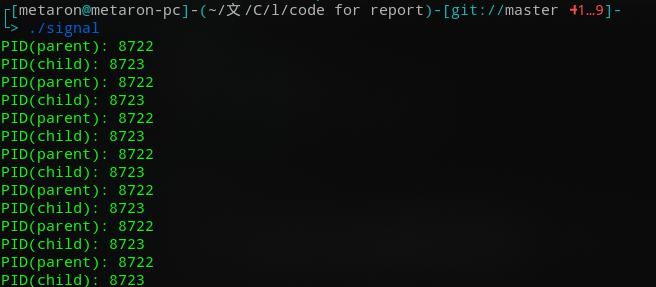 ┌[metaron@metaron-pc]-(~/文/C/l/code for report)-[git://master ✚1…9]-
└> ./signal
PID(parent): 8722
PID(child): 8723
PID(parent): 8722
PID(child): 8723
PID(parent): 8722
PID(child): 8723
PID(parent): 8722
PID(child): 8723
PID(parent): 8722
PID(child): 8723
PID(parent): 8722
PID(child): 8723
PID(parent): 8722
PID(child): 8723